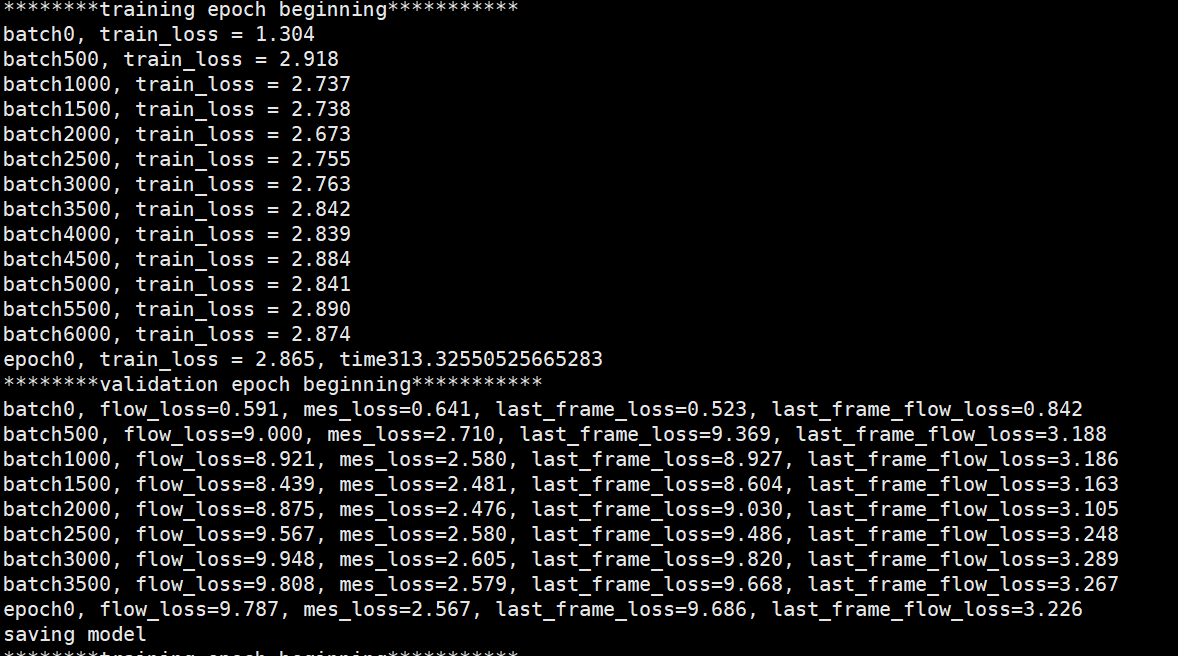 ********training epoch beginning***********
batch0, train_loss = 1.304
batch500, train_loss = 2.918
batch1000, train_loss = 2.737
batch1500, train_loss = 2.738
batch2000, train_loss = 2.673
batch2500, train_loss = 2.755
batch3000, train_loss = 2.763
batch3500, train_loss = 2.842
batch4000, train_loss = 2.839
batch4500, train_loss = 2.884
batch5000, train_loss = 2.841
batch5500, train_loss = 2.890
batch6000, train_loss = 2.874
epoch0, train_loss = 2.865, time313.32550525665283
********validation epoch beginning***********
batch0, flow_loss=0.591, mes_loss=0.641, last_frame_loss=0.523, last_frame_flow_loss=0.842
batch500, flow_loss=9.000, mes_loss=2.710, last_frame_loss=9.369, last_frame_flow_loss=3.188
batch1000, flow_loss=8.921, mes_loss=2.580, last_frame_loss=8.927, last_frame_flow_loss=3.186
batch1500, flow_loss=8.439, mes_loss=2.481, last_frame_loss=8.604, last_frame_flow_loss=3.163
batch2000, flow_loss=8.875, mes_loss=2.476, last_frame_loss=9.030, last_frame_flow_loss=3.105
batch2500, flow_loss=9.567, mes_loss=2.580, last_frame_loss=9.486, last_frame_flow_loss=3.248
batch3000, flow_loss=9.948, mes_loss=2.605, last_frame_loss=9.820, last_frame_flow_loss=3.289
batch3500, flow_loss=9.808, mes_loss=2.579, last_frame_loss=9.668, last_frame_flow_loss=3.267
epoch0, flow_loss=9.787, mes_loss=2.567, last_frame_loss=9.686, last_frame_flow_loss=3.226
saving model
********training epoch beginning***********